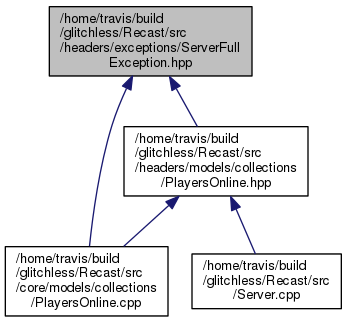 /home/travis/build
/glitchless/Recast/src
/headers/exceptions/ServerFull
Exception.hpp
/home/travis/build
/glitchless/Recast/src
/headers/models/collections
/PlayersOnline.hpp
/home/travis/build
/glitchless/Recast/src
/core/models/collections
/PlayersOnline.cpp
/home/travis/build
/glitchless/Recast/src
/Server.cpp